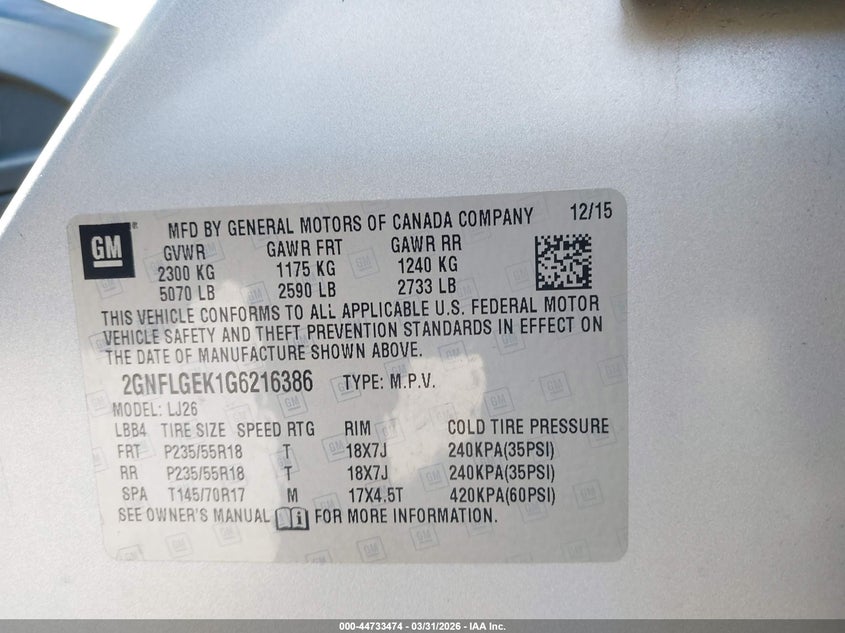 GM
MFD BY GENERAL MOTORS OF CANADA COMPANY 12/15
GVWR GAWR FRT GAWR RR
2300 KG 1175 KG 1240 KG
5070 LB 2590 LB 2733 LB
THIS VEHICLE CONFORMS TO ALL APPLICABLE U.S. FEDERAL MOTOR
VEHICLE SAFETY AND THEFT PREVENTION STANDARDS IN EFFECT ON
THE DATE OF MANUFACTURE SHOWN ABOVE.
2GNFLGEK1G6216386 TYPE: M.P.V.
MODEL: LJ26
LBB4 TIRE SIZE SPEED RTG RIM COLD TIRE PRESSURE
FRT P235/55R18 T 18X7J 240KPA(35PSI)
RR P235/55R18 T 18X7J 240KPA(35PSI)
SPA T145/70R17 M 17X4.5T 420KPA(60PSI)
SEE OWNER'S MANUAL i FOR MORE INFORMATION.
000-44733474 - 03/31/2026 - IAA Inc.